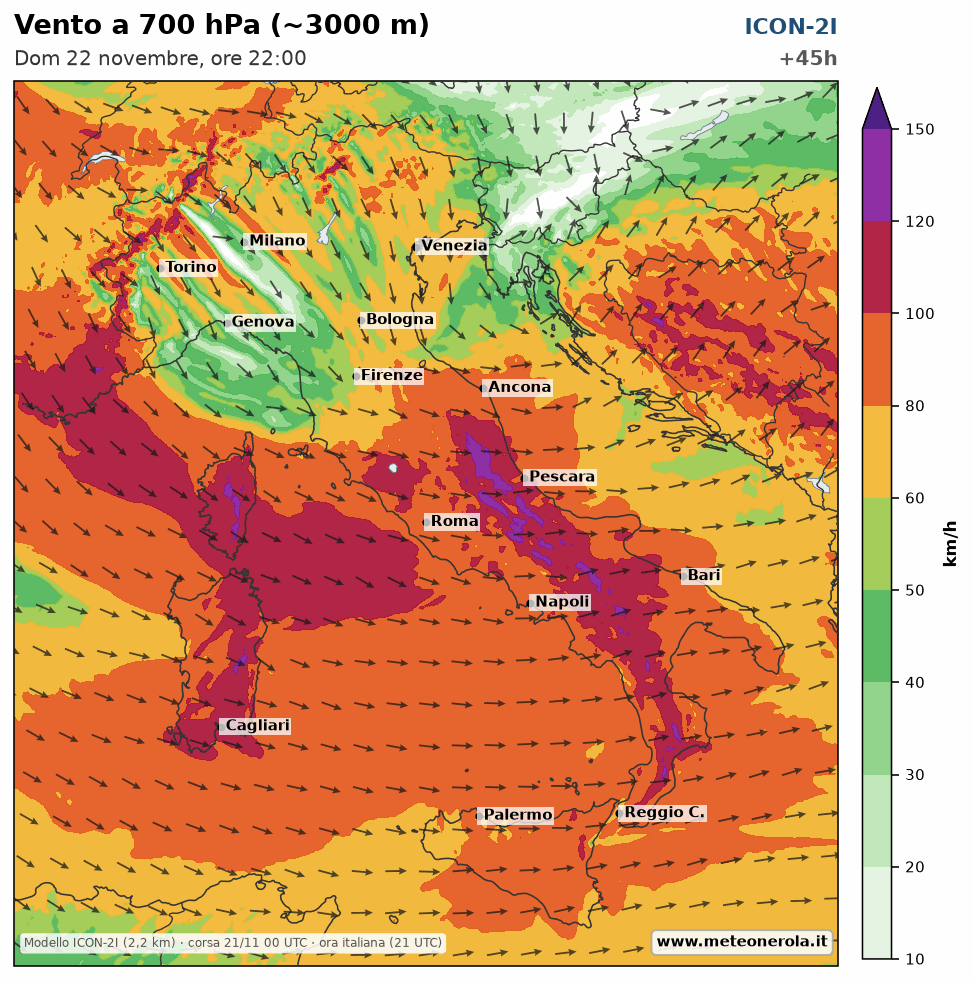 Vento a 700 hPa (~3000 m)
ICON-2I
Dom 22 novembre, ore 22:00
+45h
150
120
100
80
60
50
40
30
20
10
km/h
Milano
Venezia
Torino
Genova
Bologna
Firenze
Ancona
Pescara
Roma
Bari
Napoli
Cagliari
Palermo
Reggio C.
Modello ICON-2I (2,2 km) · corsa 21/11 00 UTC · ora italiana (21 UTC)
www.meteonerola.it